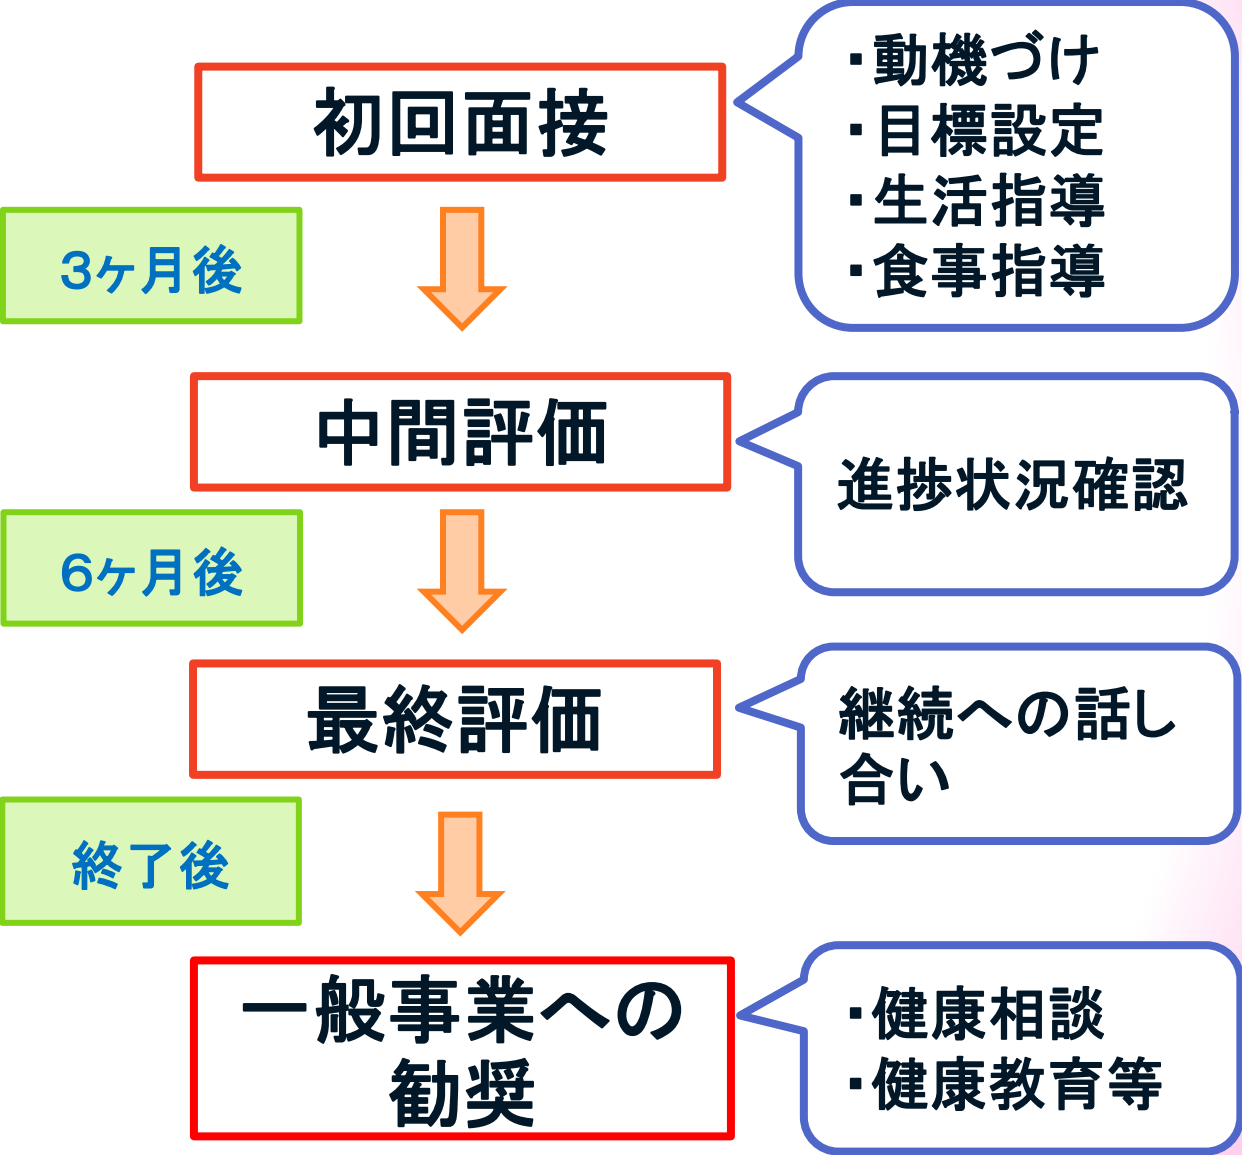 初回面接
・動機づけ
・目標設定
・生活指導
・食事指導
3ヶ月後
中間評価
進捗状況確認
6ヶ月後
最終評価
継続への話し
合い
終了後
一般事業への
勧奨
・健康相談
・健康教育等